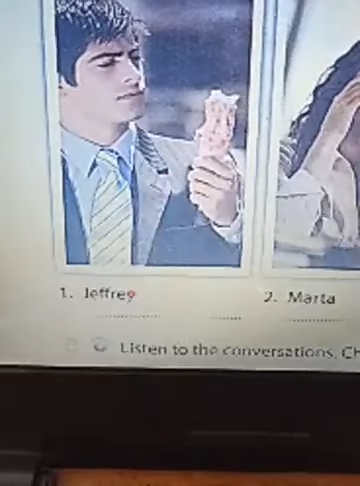 1. Jeffrey
2. Marta
Listen to the conversations.